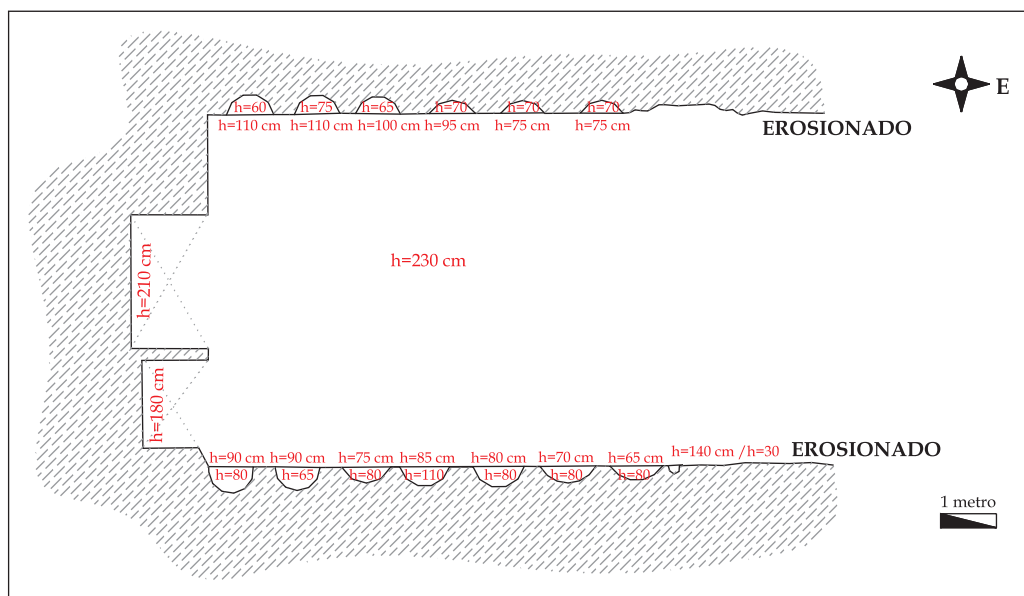 h=60 h=75 h=65 h=70 h=70 h=70
h=110 cm h=110 cm h=100 cm h=95 cm h=75 cm h=75 cm
E
EROSIONADO
h=210 cm
h=230 cm
h=180 cm
h=90 cm h=90 cm h=75 cm h=85 cm h=80 cm h=70 cm h=65 cm h=140 cm /h=30
EROSIONADO
h=80 h=65 h=80 h=110 h=80 h=80 h=80
1 metro